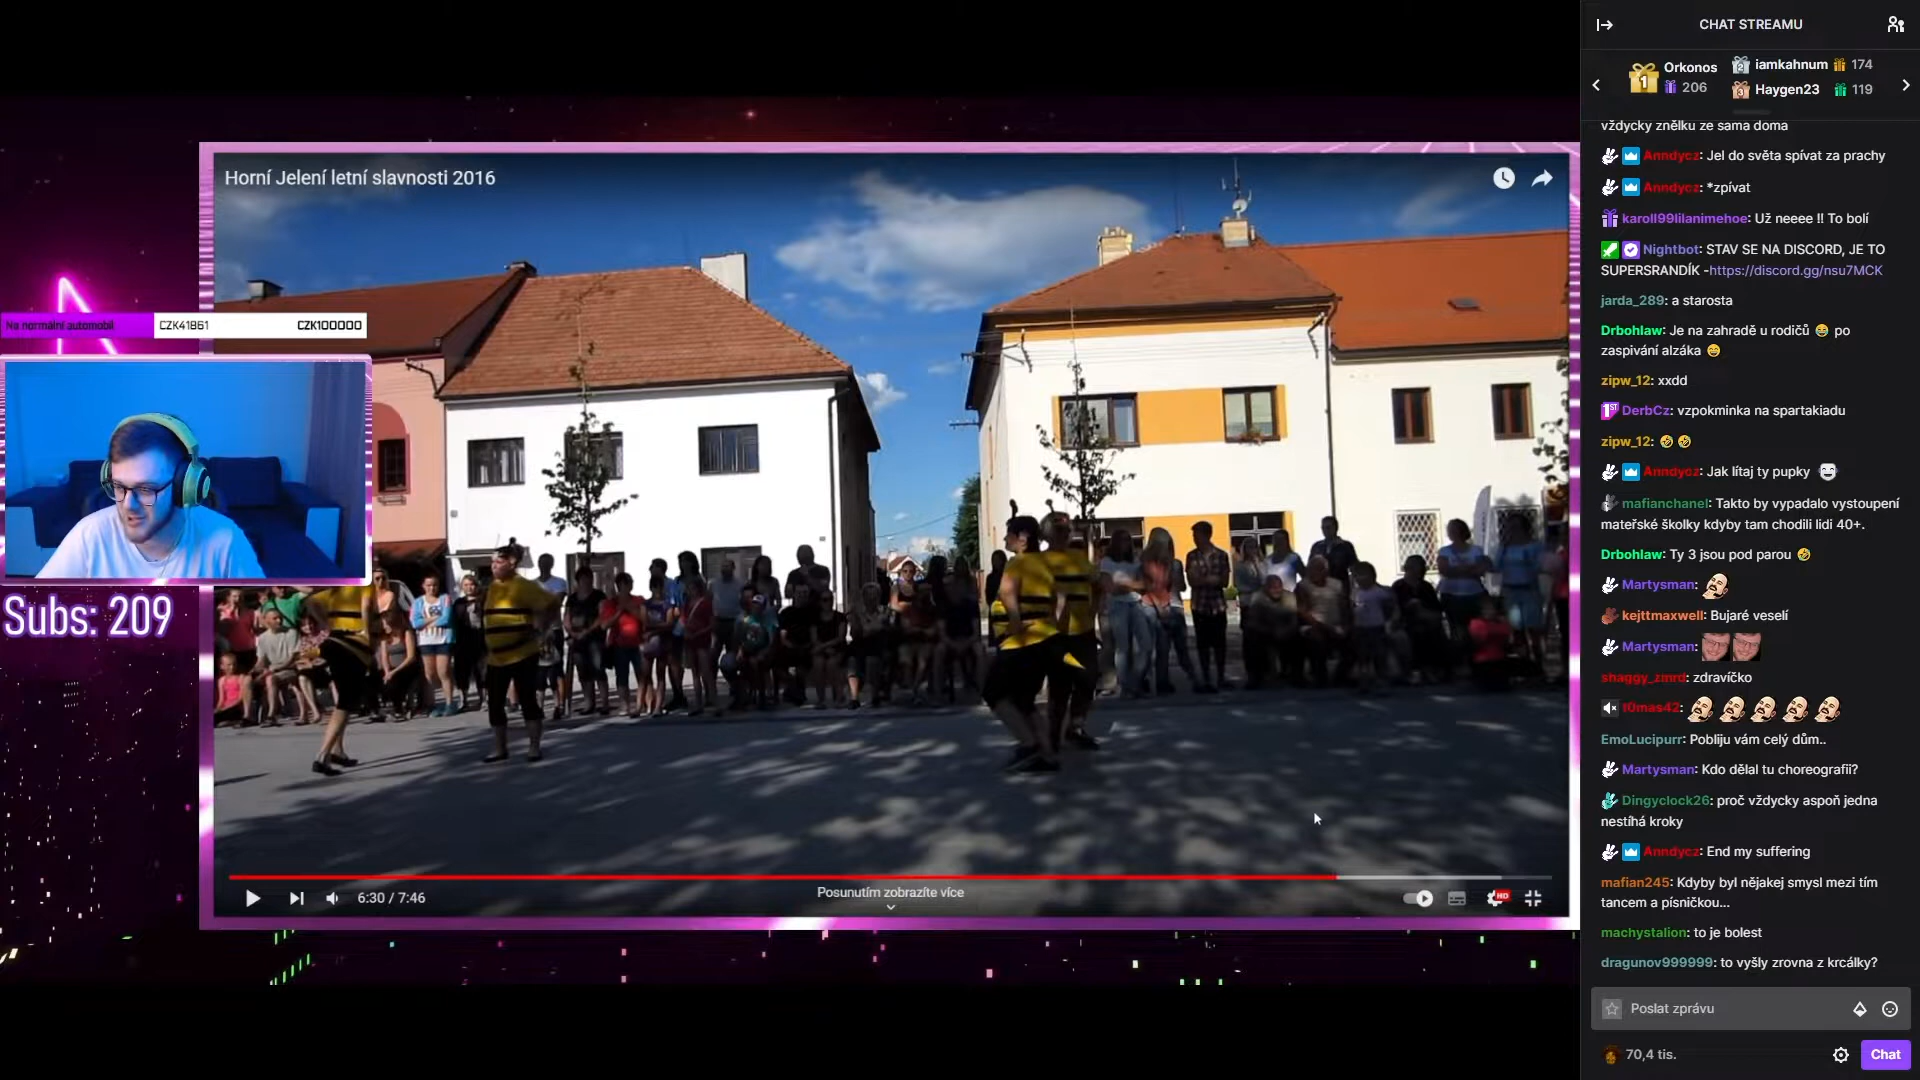 Horní Jelení letní slavnosti 2016
Na normální automobil
CZK41861
CZK100000
Subs: 209
6:30 / 7:46
Posunutím zobrazíte více
HD
CHAT STREAMU
1
Orkonos
206
iamkahnum 174
Haygen23 119
vždycky znělku ze sama doma
Anndycz: Jel do světa spívat za prachy
Anndycz: *zpívat
karoll99lilanimehoe: Už neeee !! To bolí
Nightbot: STAV SE NA DISCORD, JE TO
SUPERSRANDÍK -https://discord.gg/nsu7MCK
jarda_289: a starosta
Drbohlaw: Je na zahradě u rodičů 😅 po
zaspivání alzáka 😄
zipw_12: xxdd
1ST DerbCz: vzpokminka na spartakiadu
zipw_12: 🤣🤣
Anndycz: Jak lítaj ty pupky
mafianchanel: Takto by vypadalo vystoupení
mateřské školky kdyby tam chodili lidi 40+.
Drbohlaw: Ty 3 jsou pod parou 🤣
Martysman:
kejttmaxwell: Bujaré veselí
Martysman:
shaggy_zmrd: zdravíčko
t0mas42:
EmoLucipurr: Pobliju vám celý dům..
Martysman: Kdo dělal tu choreografii?
Dingyclock26: proč vždycky aspoň jedna
nestíhá kroky
Anndycz: End my suffering
mafian245: Kdyby byl nějakej smysl mezi tím
tancem a písničkou...
machystalion: to je bolest
dragunov999999: to vyšly zrovna z krcálky?
Poslat zprávu
70,4 tis.
Chat